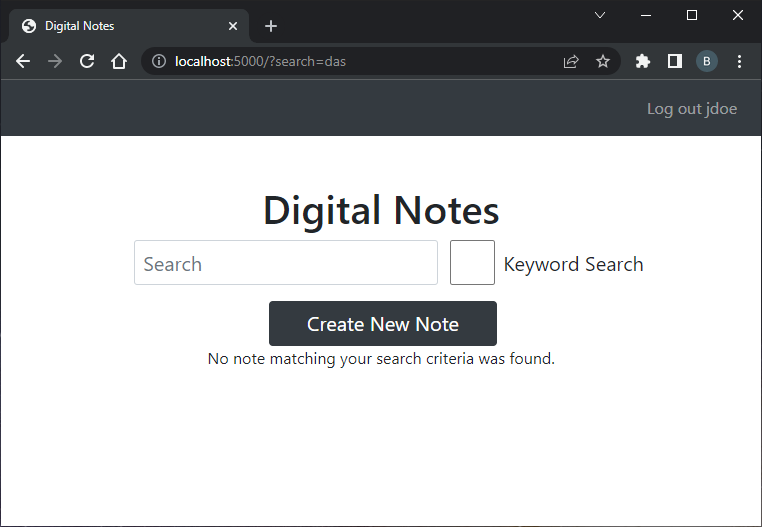 Digital Notes
localhost:5000/?search=das
B
Log out jdoe
Digital Notes
Search
Keyword Search
Create New Note
No note matching your search criteria was found.